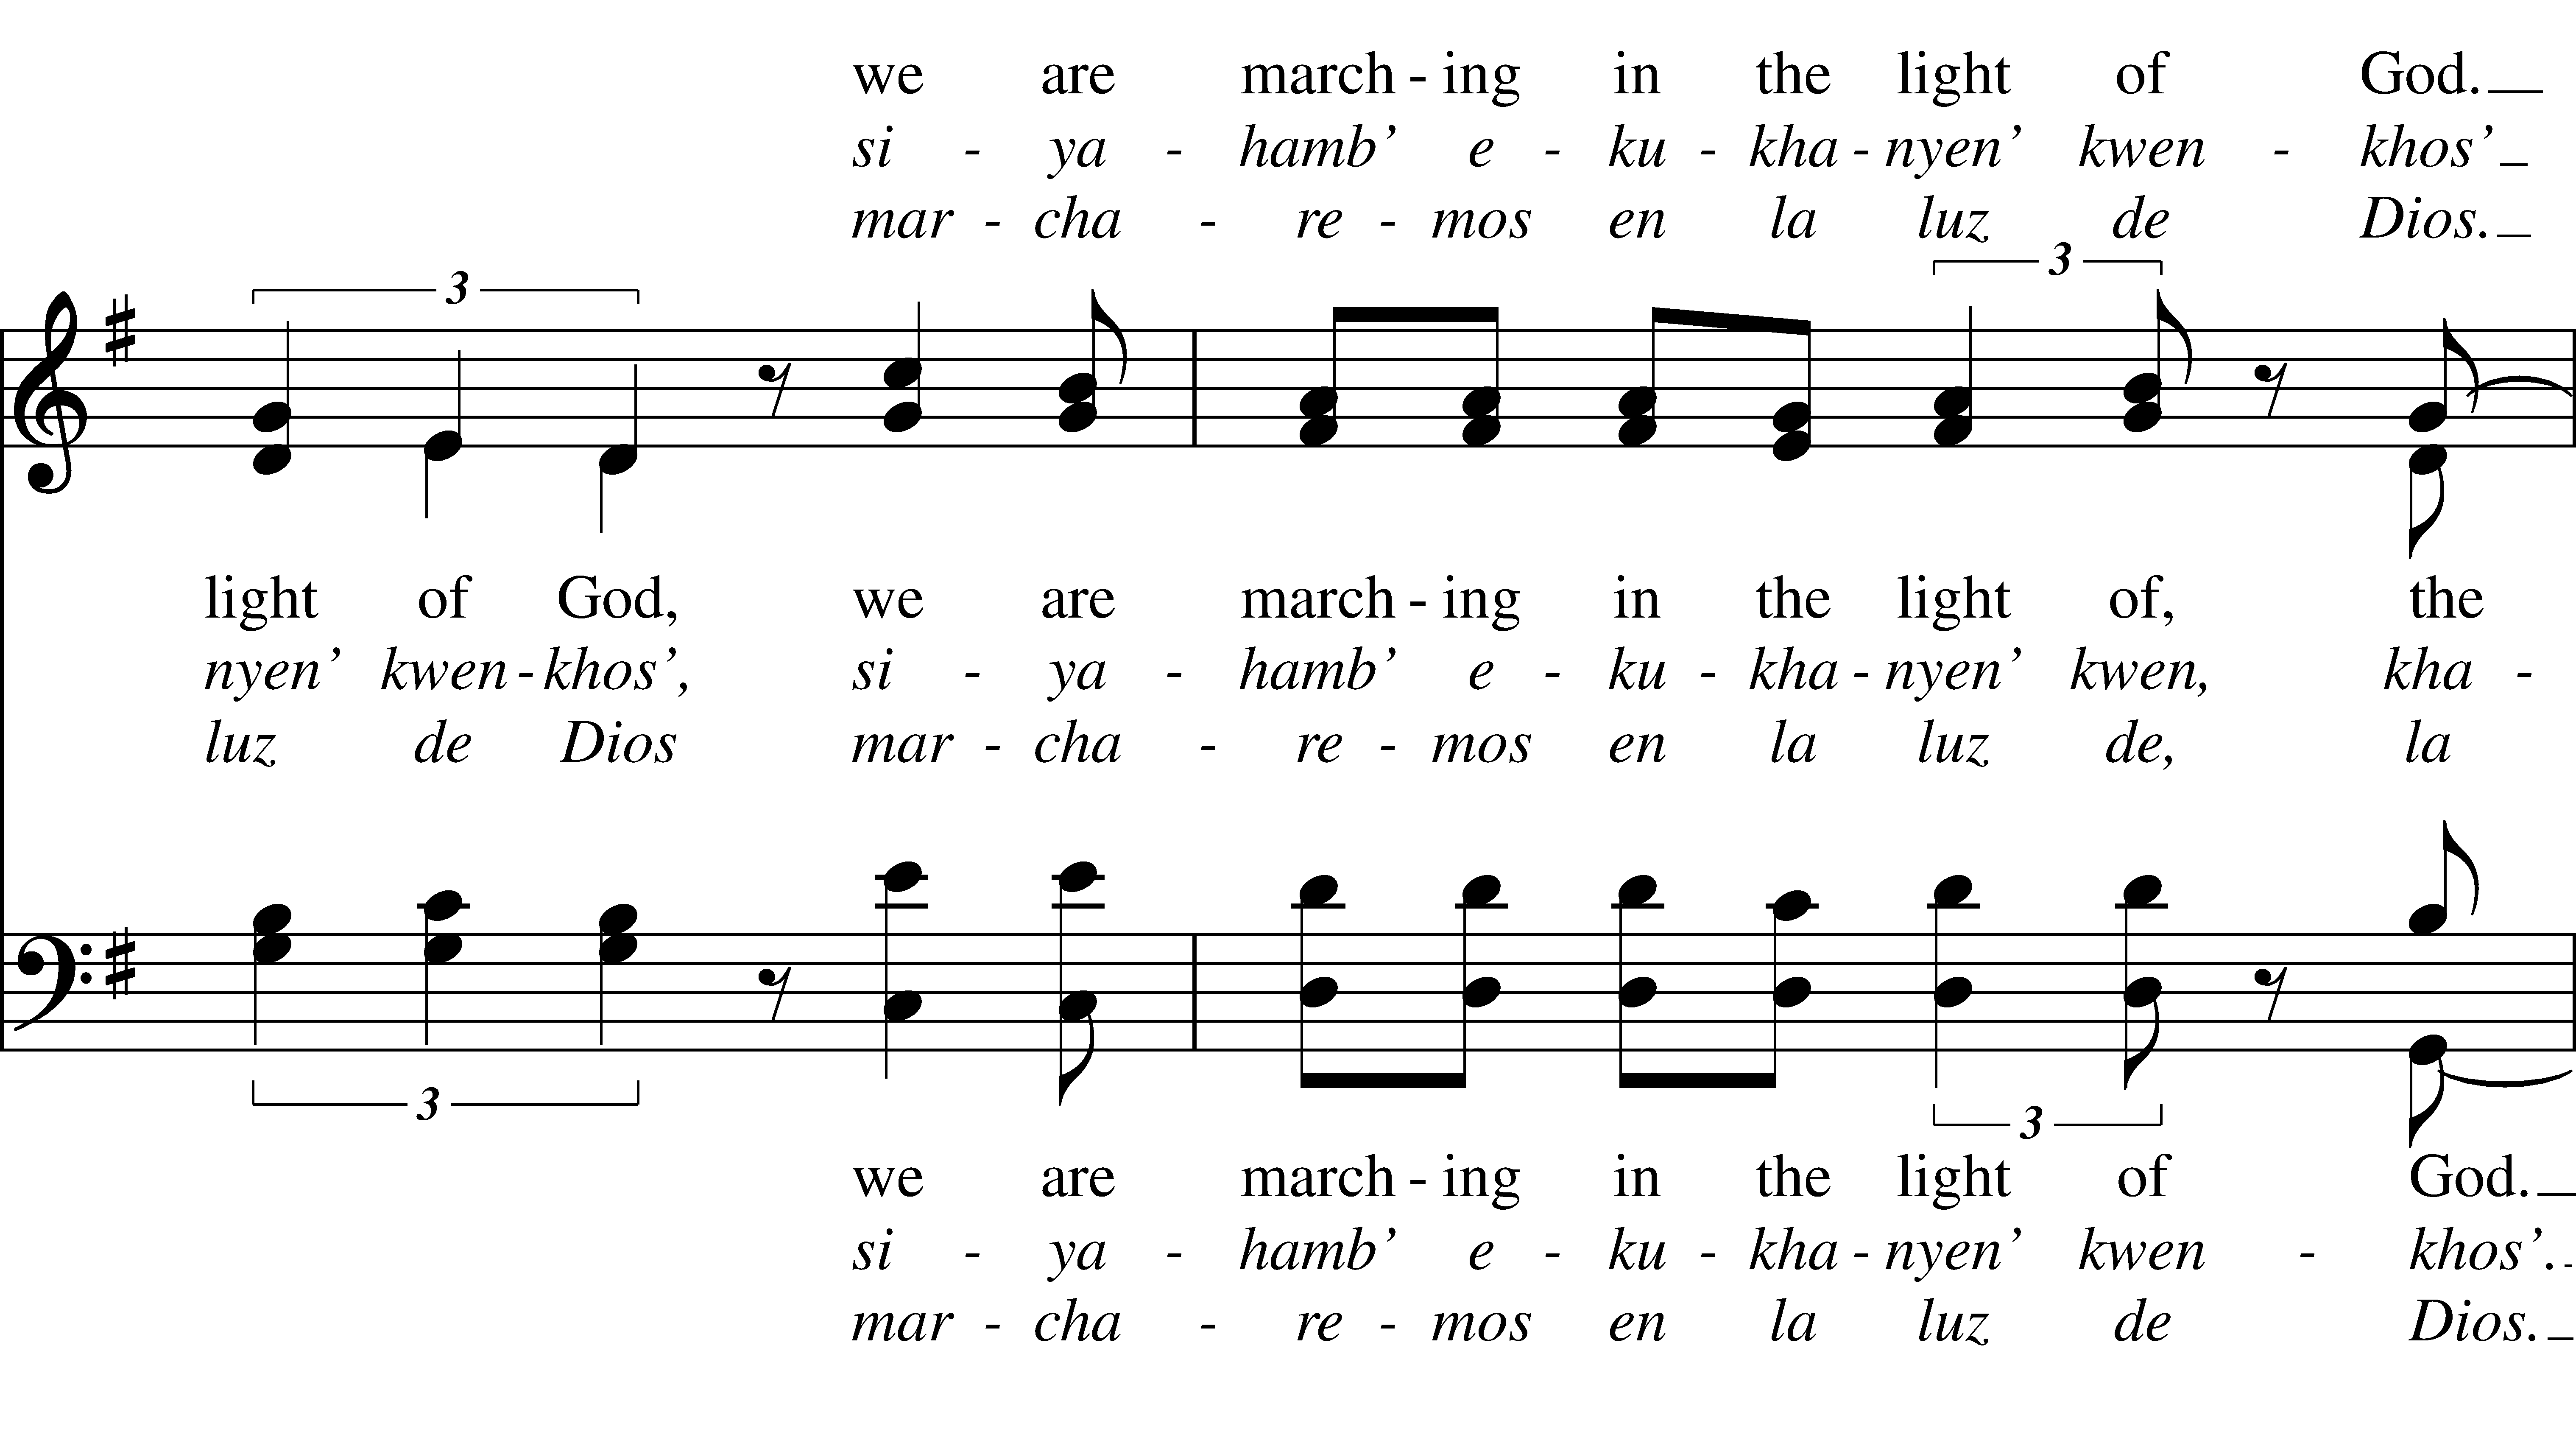 we are march - ing in the light of God.
si - ya - hamb’ e - ku - kha - nyen’ kwen - khos’
mar - cha - re - mos en la luz de Dios.
3 3
light of God, we are march - ing in the light of, the
nyen’ kwen - khos’, si - ya - hamb’ e - ku - kha - nyen’ kwen, kha -
luz de Dios mar - cha - re - mos en la luz de, la
3 3
we are march - ing in the light of God.
si - ya - hamb’ e - ku - kha - nyen’ kwen - khos’.
mar - cha - re - mos en la luz de Dios.